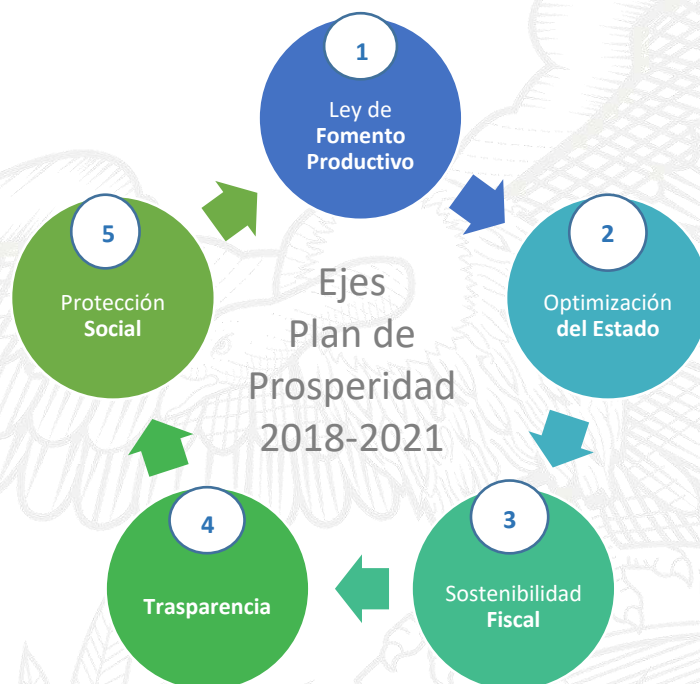 1
Ley de
Fomento
Productivo
2
Optimización
del Estado
3
Sostenibilidad
Fiscal
4
Trasparencia
5
Protección
Social
Ejes
Plan de
Prosperidad
2018-2021